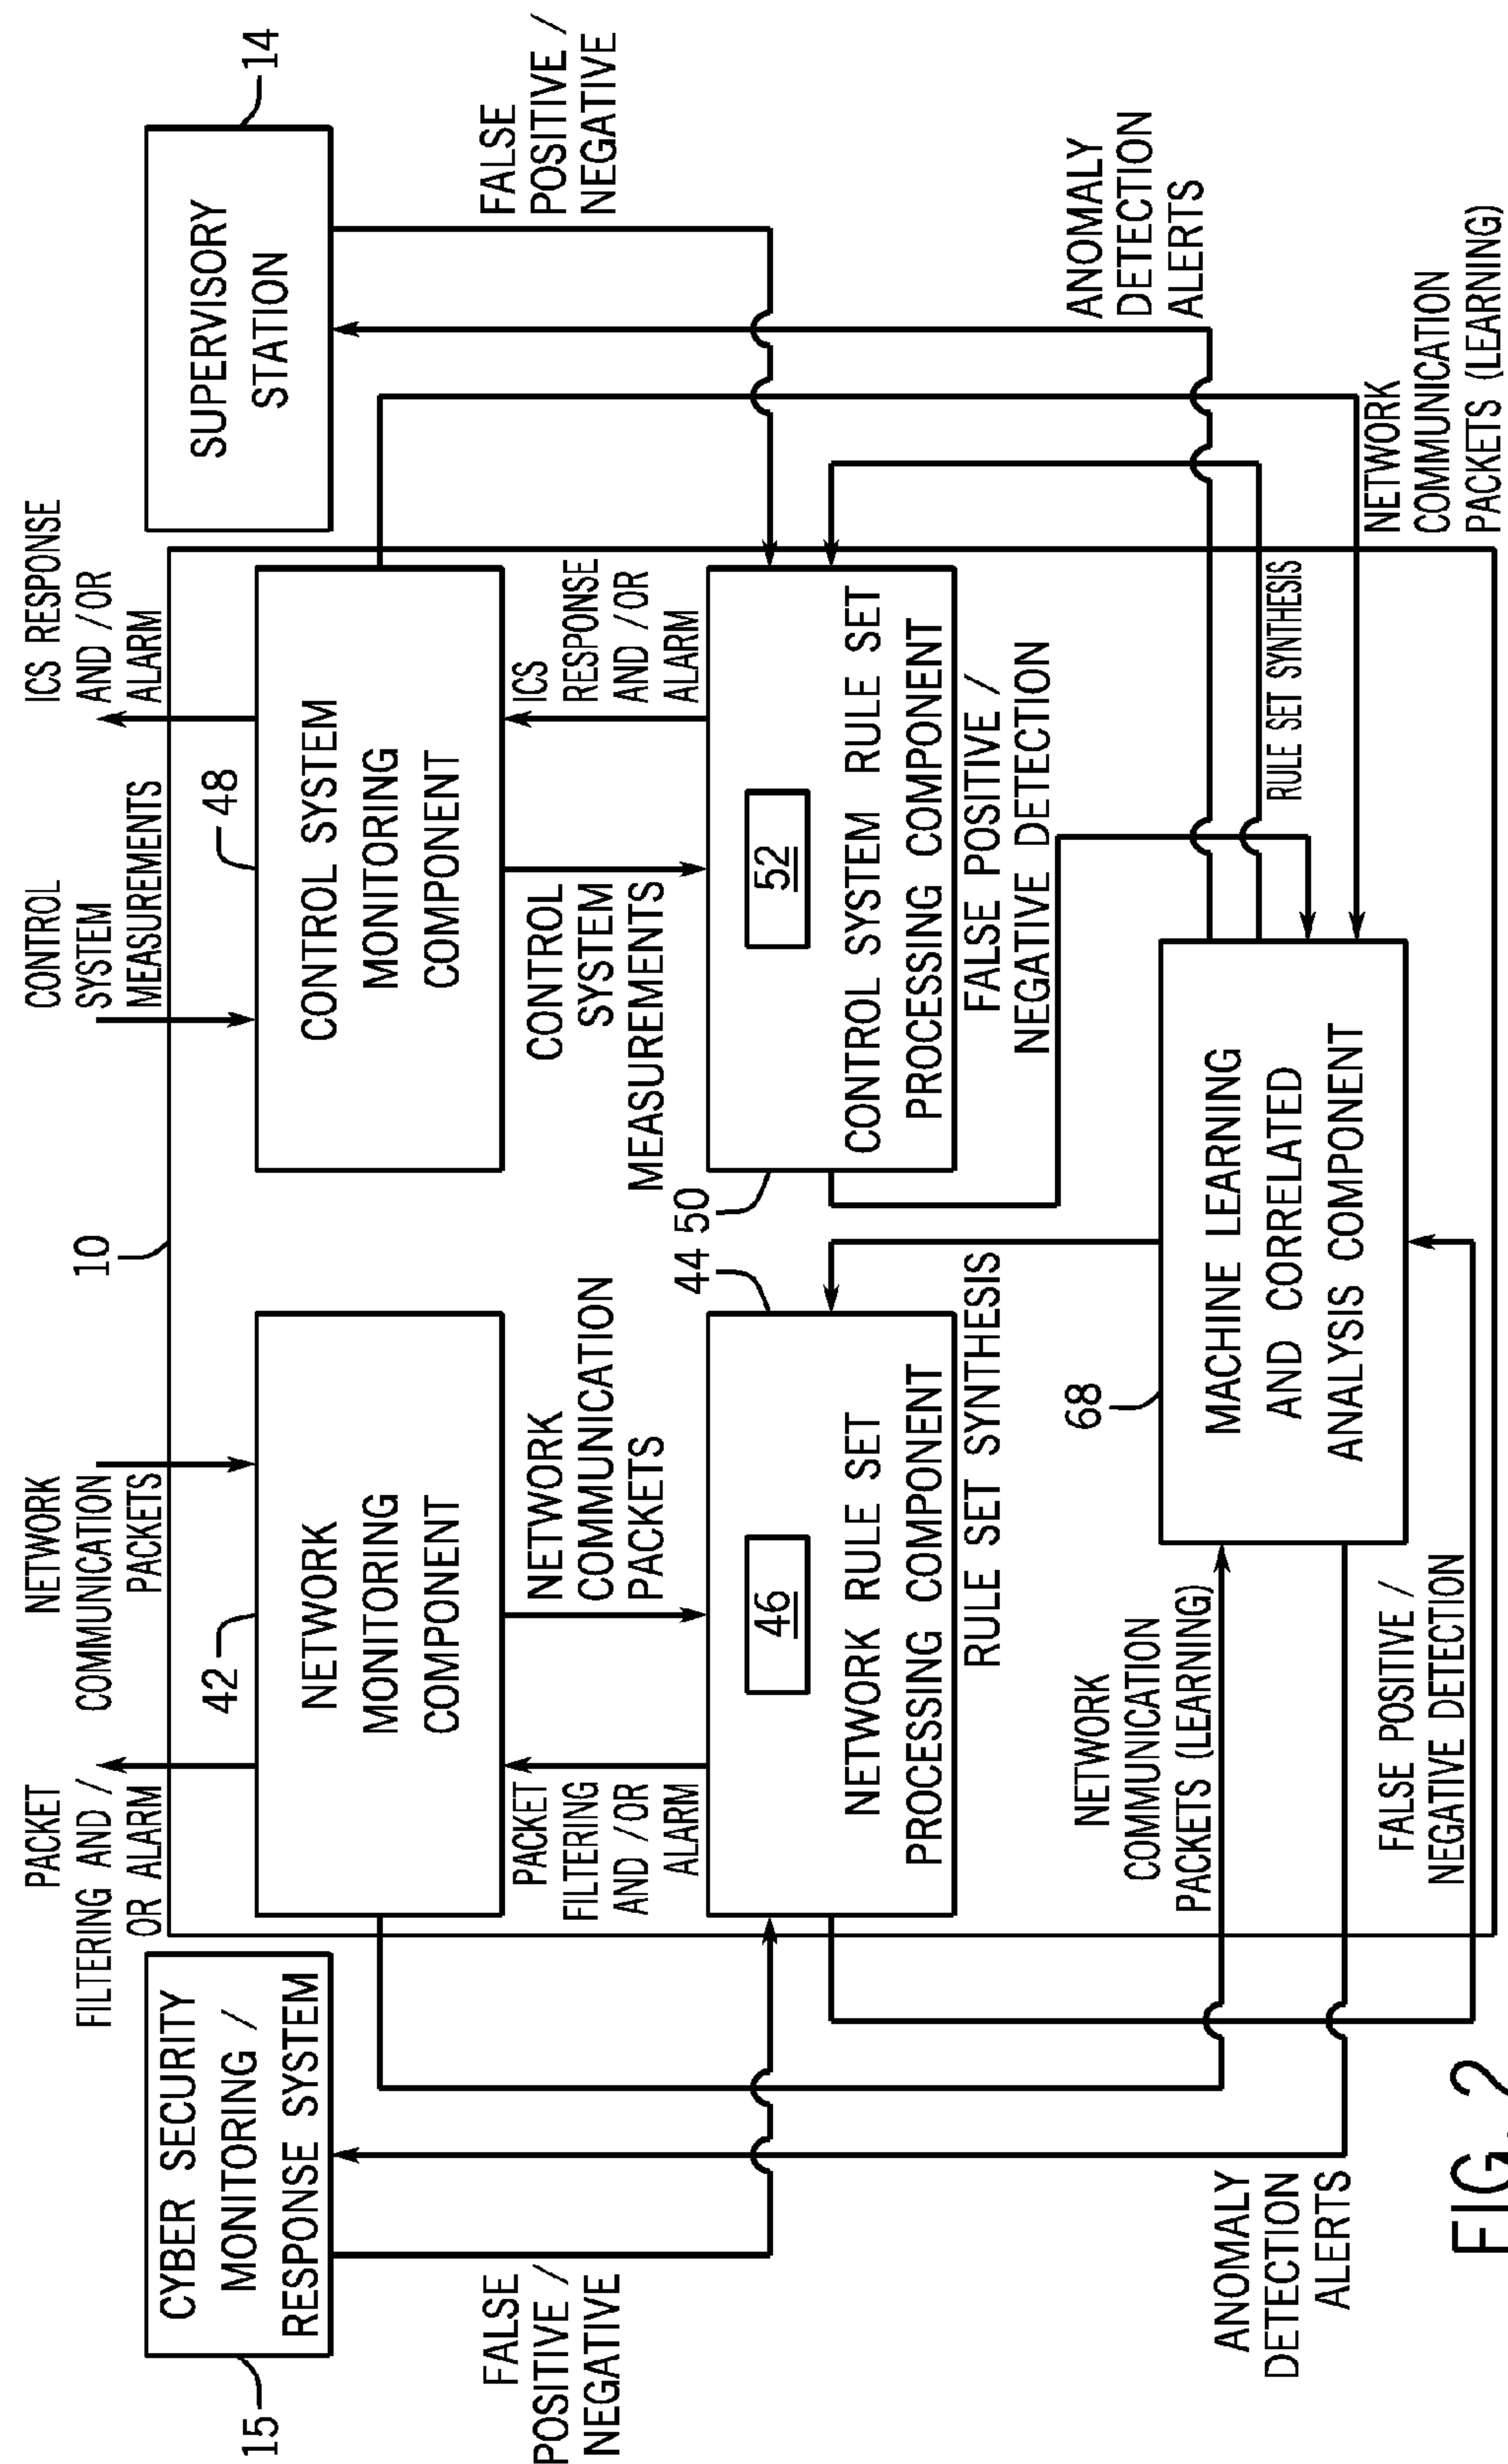 15
CYBER SECURITY
MONITORING /
RESPONSE SYSTEM
PACKET
FILTERING AND /
OR ALARM
NETWORK
COMMUNICATION
PACKETS
10
CONTROL
SYSTEM
MEASUREMENTS
ICS RESPONSE
AND /OR
ALARM
14
SUPERVISORY
STATION
42
NETWORK
MONITORING
COMPONENT
48
CONTROL SYSTEM
MONITORING
COMPONENT
FALSE
POSITIVE /
NEGATIVE
PACKET
FILTERING
AND /OR
ALARM
NETWORK
COMMUNICATION
PACKETS
CONTROL
SYSTEM
MEASUREMENTS
ICS
RESPONSE
AND /OR
ALARM
FALSE
POSITIVE /
NEGATIVE
44
46
NETWORK RULE SET
PROCESSING COMPONENT
50
52
CONTROL SYSTEM RULE SET
PROCESSING COMPONENT
RULE SET SYNTHESIS
FALSE POSITIVE /
NEGATIVE DETECTION
NETWORK
COMMUNICATION
PACKETS (LEARNING)
68
MACHINE LEARNING
AND CORRELATED
ANALYSIS COMPONENT
RULE SET SYNTHESIS
ANOMALY
DETECTION
ALERTS
ANOMALY
DETECTION
ALERTS
FALSE POSITIVE /
NEGATIVE DETECTION
NETWORK
COMMUNICATION
PACKETS (LEARNING)
FIG. 2